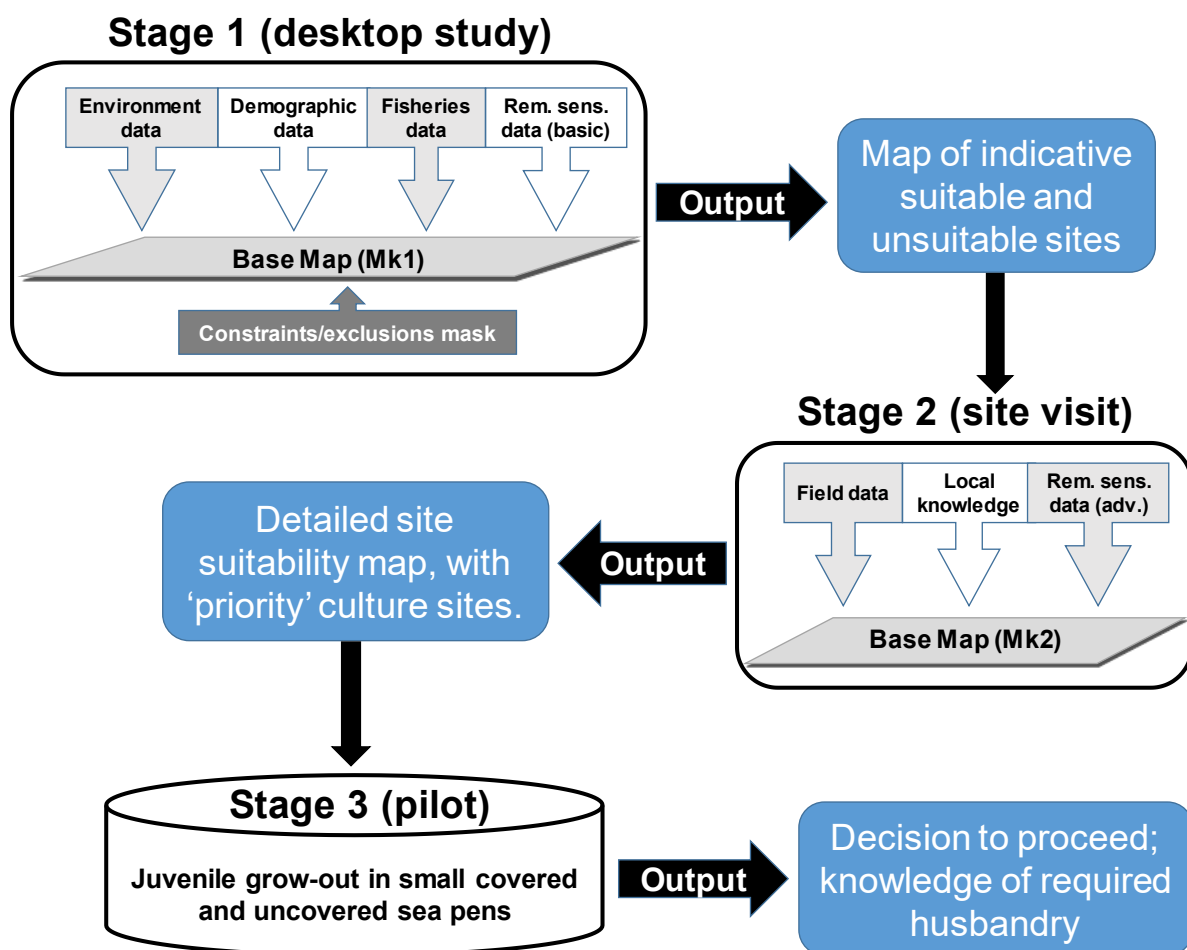 Stage 1 (desktop study)
Environment
data
Demographic
data
Fisheries
data
Rem. sens.
data (basic)
Base Map (Mk1)
Constraints/exclusions mask
Output
Map of indicative
suitable and
unsuitable sites
Stage 2 (site visit)
Field data
Local
knowledge
Rem. sens.
data (adv.)
Base Map (Mk2)
Output
Detailed site
suitability map, with
‘priority’ culture sites.
Stage 3 (pilot)
Juvenile grow-out in small covered
and uncovered sea pens
Output
Decision to proceed;
knowledge of required
husbandry